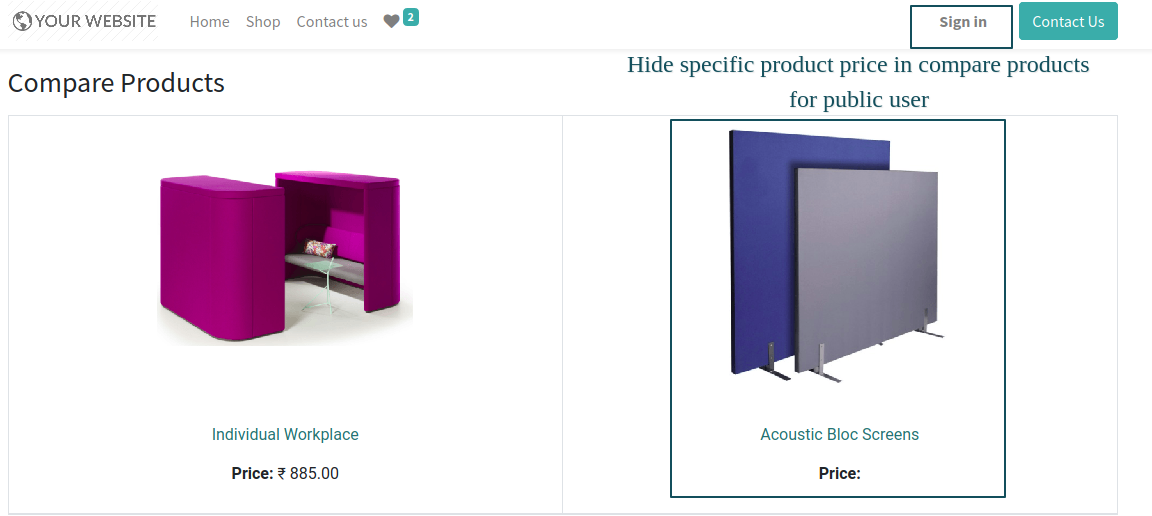 YOUR WEBSITE Home Shop Contact us 2 Sign in Contact Us
Hide specific product price in compare products
for public user
Compare Products
Individual Workplace
Price: ₹ 885.00
Acoustic Bloc Screens
Price: